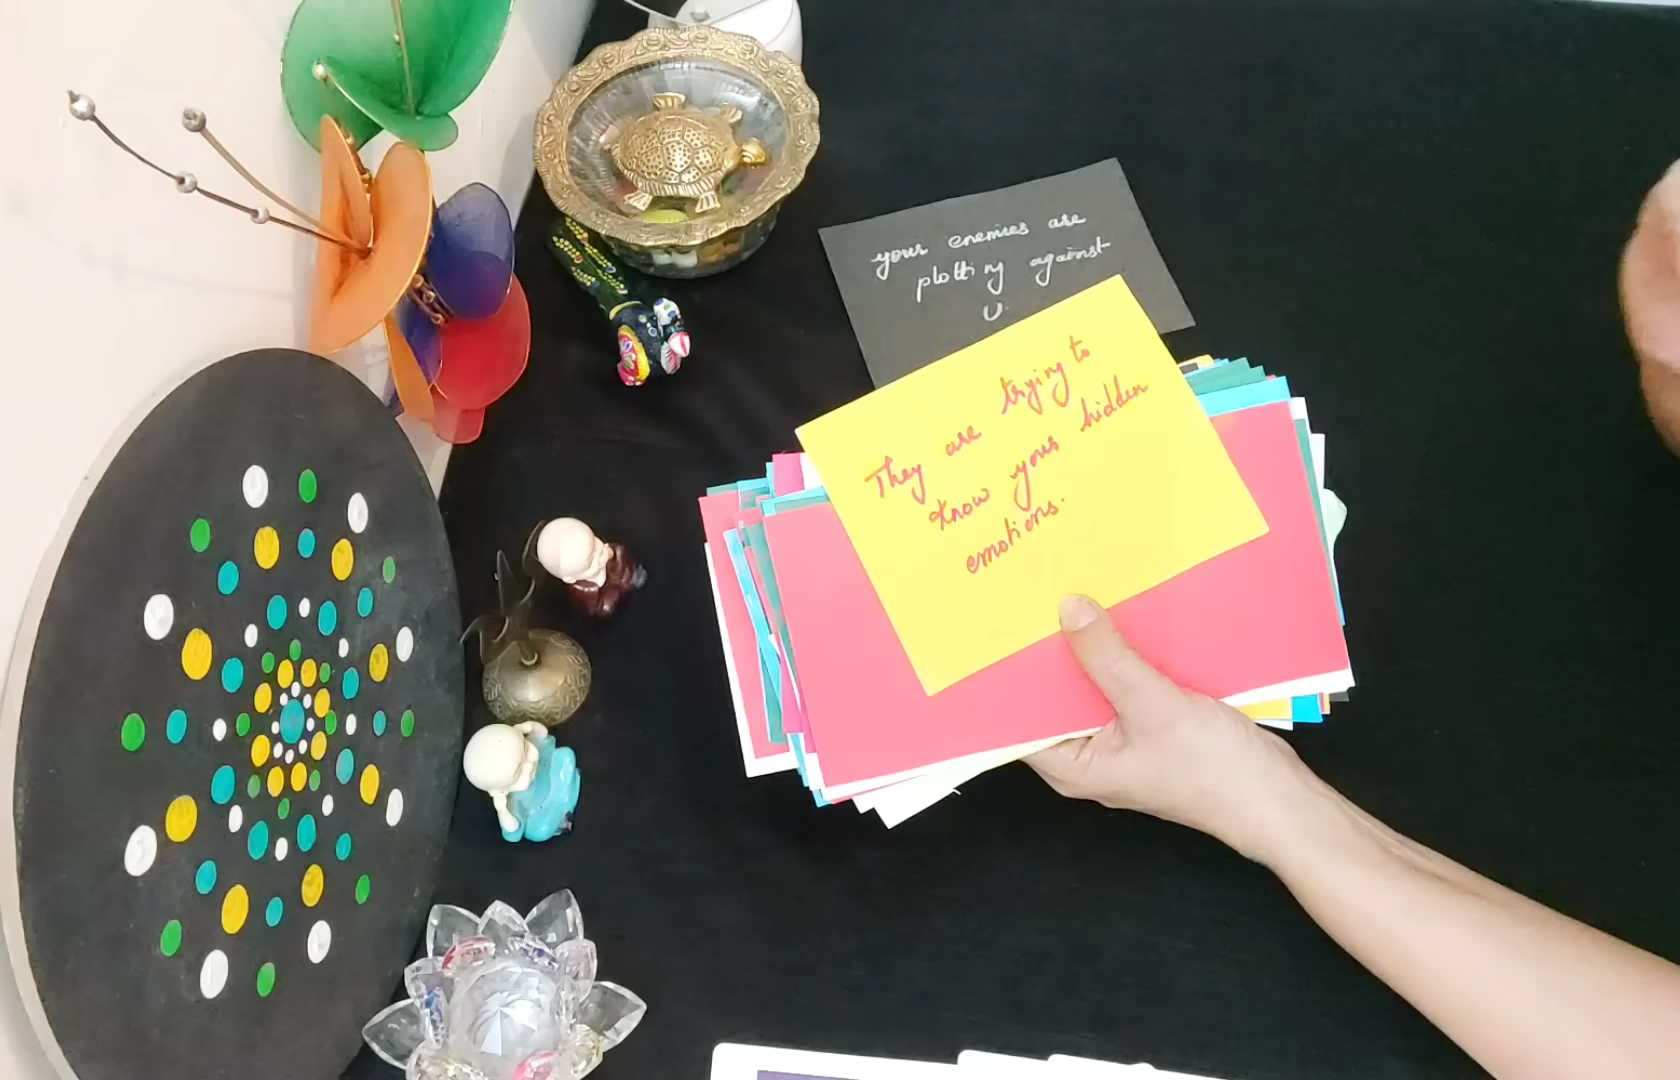 your enemies are
plotting against
U.
They are trying to
know your hidden
emotions.